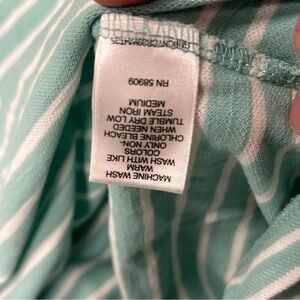 MACHINE WASH
WARM
WASH WITH LIKE
COLORS
ONLY NON-
CHLORINE BLEACH
WHEN NEEDED
TUMBLE DRY LOW
STEAM IRON
MEDIUM
RN 58909